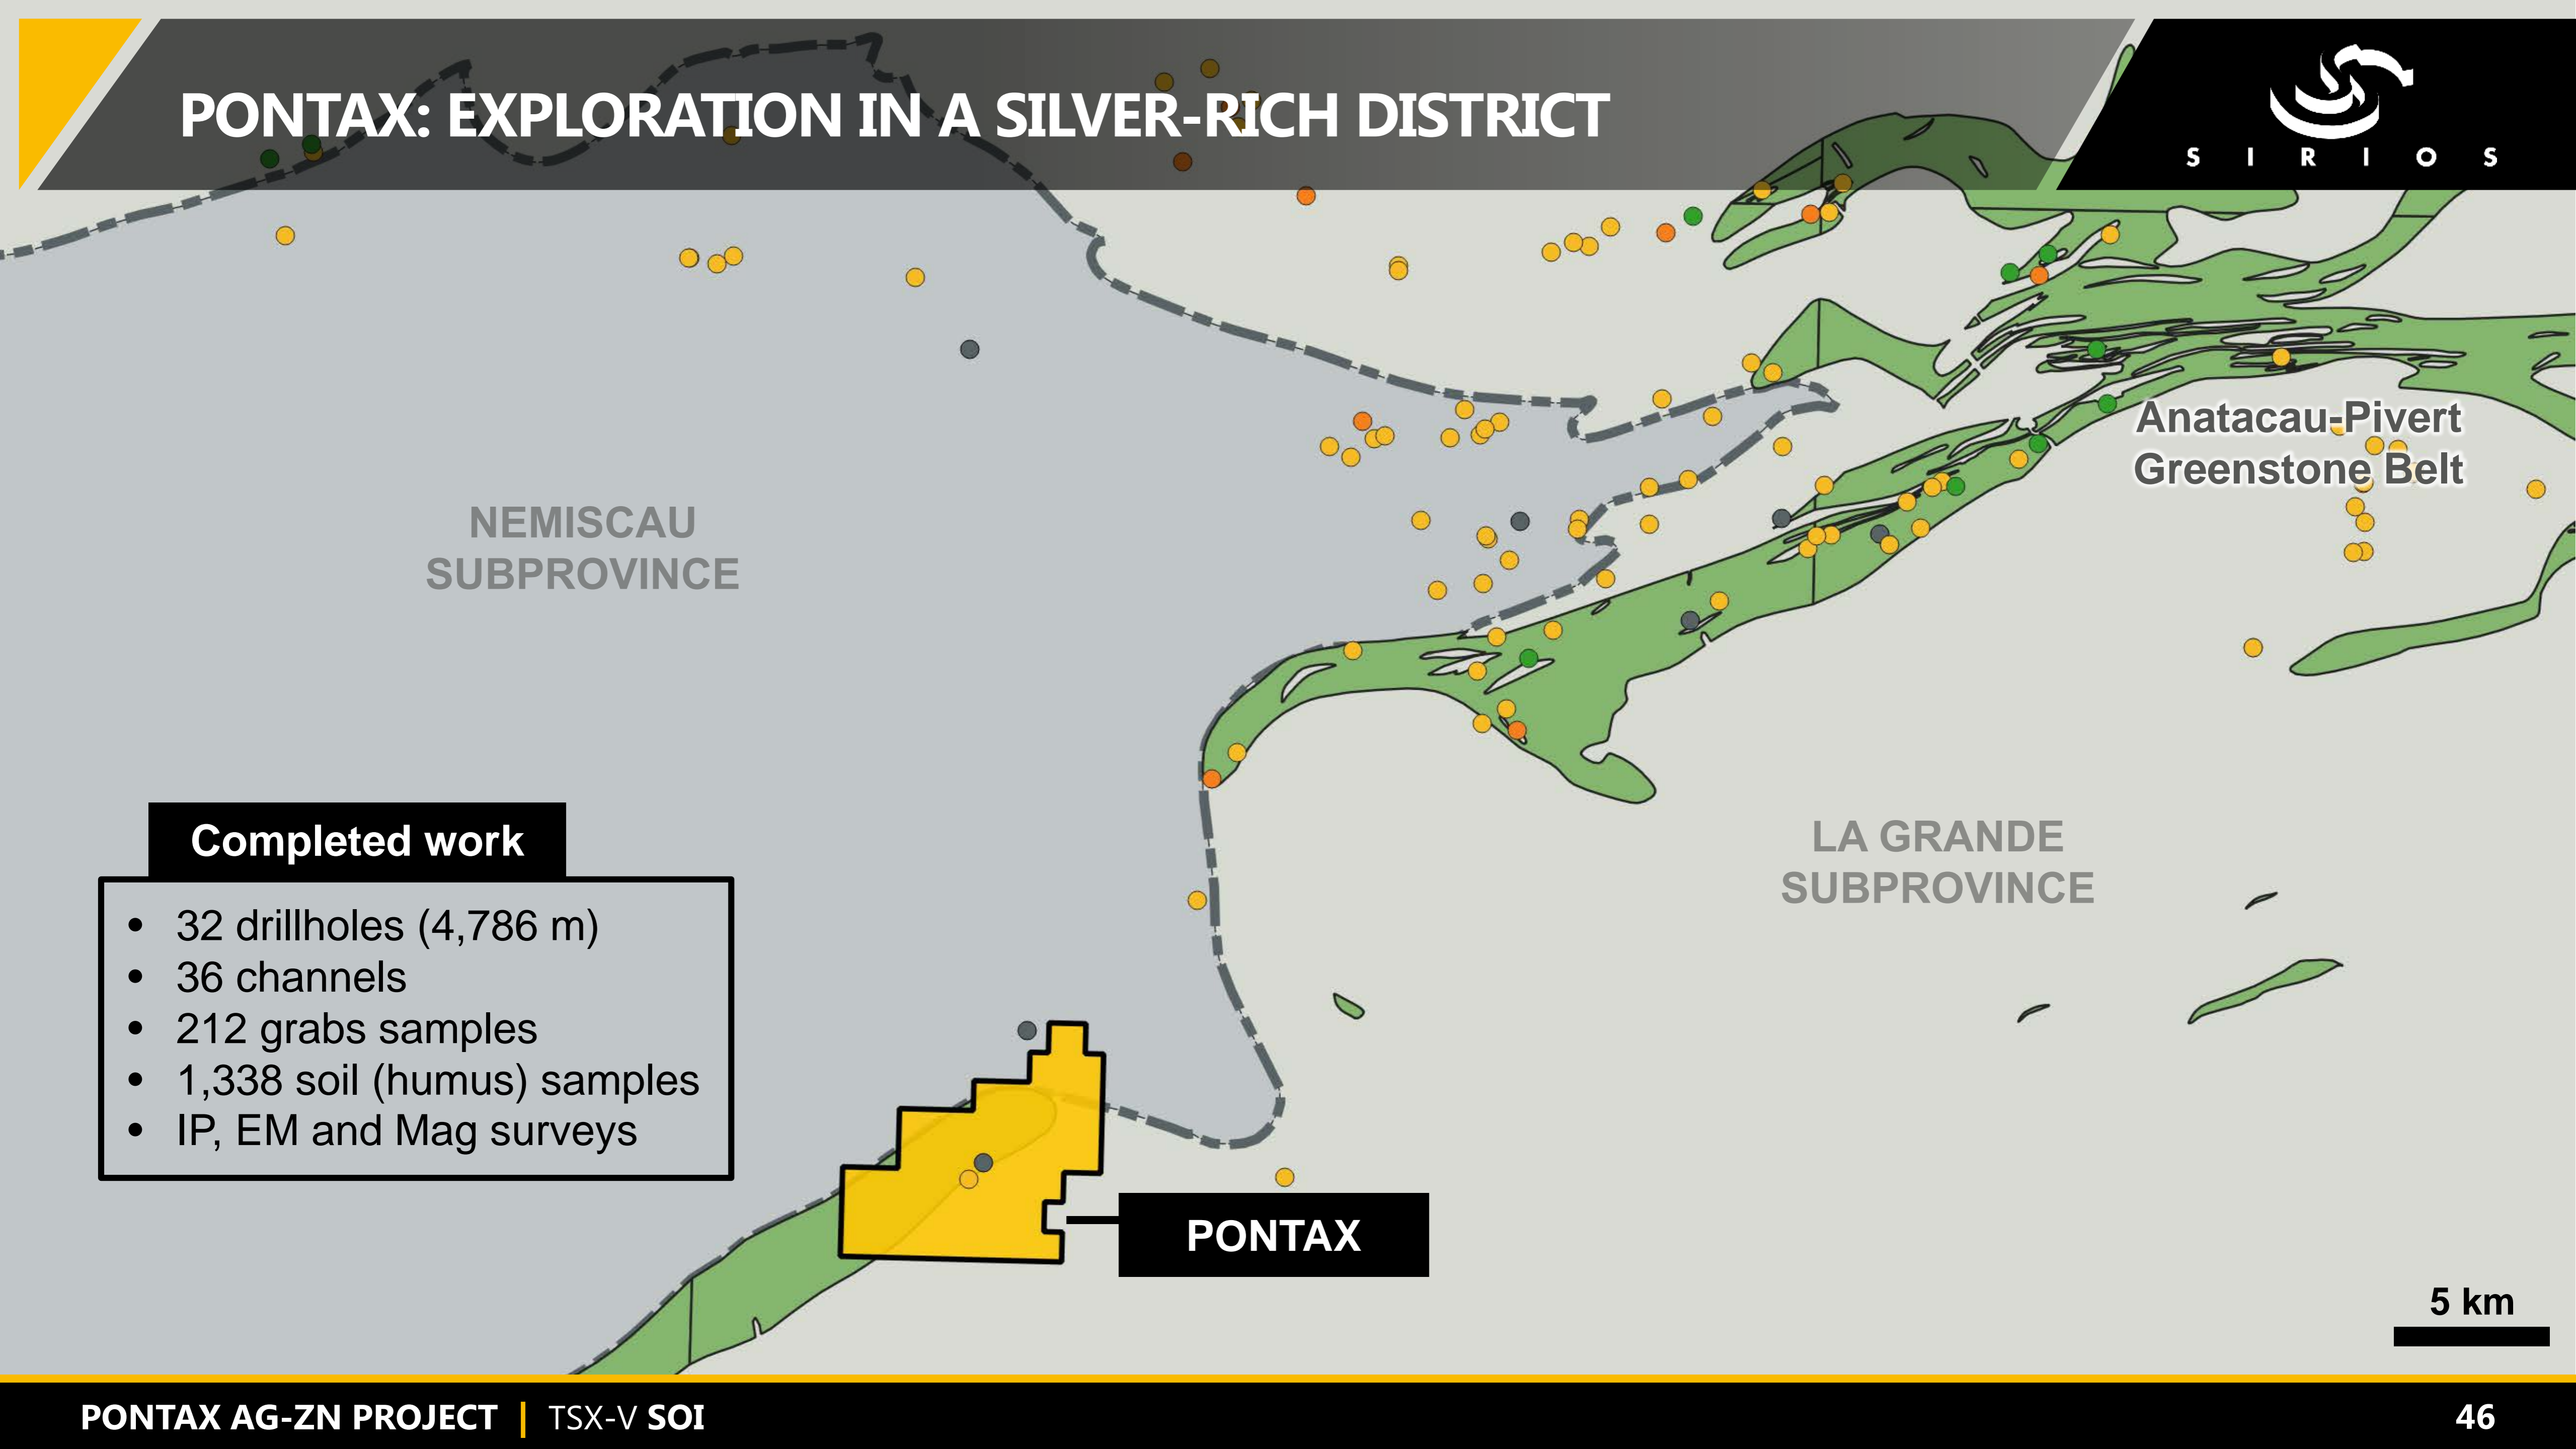 PONTAX: EXPLORATION IN A SILVER-RICH DISTRICT
SIRIOS
Anatacau-Pivert
Greenstone Belt
NEMISCAU
SUBPROVINCE
LA GRANDE
SUBPROVINCE
Completed work
• 32 drillholes (4,786 m)
• 36 channels
• 212 grabs samples
• 1,338 soil (humus) samples
• IP, EM and Mag surveys
PONTAX
5 km
PONTAX AG-ZN PROJECT | TSX-V SOI
46